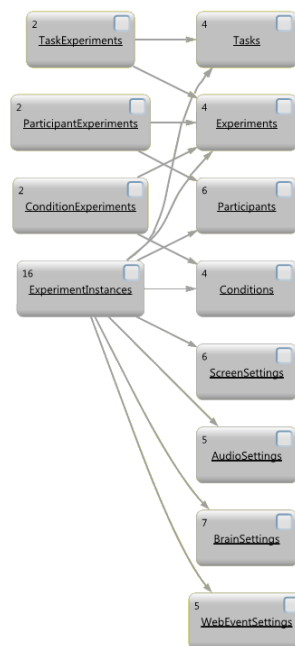 2
TaskExperiments
4
Tasks
2
ParticipantExperiments
4
Experiments
2
ConditionExperiments
6
Participants
16
ExperimentInstances
4
Conditions
6
ScreenSettings
5
AudioSettings
7
BrainSettings
5
WebEventSettings